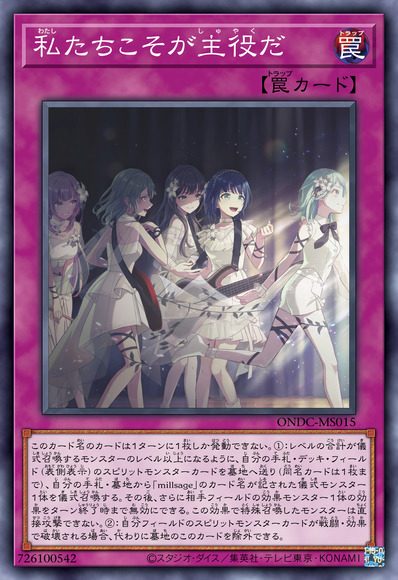 私たちこそが主役だ
わたし しゅ やく
罠
トラップ
【罠カード】
トラップ
ONDC-MS015
このカード名のカードは1ターンに1枚しか発動できない。①:レベルの合計が儀
式召喚するモンスターのレベル以上になるように、自分の手札・デッキ・フィール
ド(表側表示)のスピリットモンスターカードを墓地へ送り(同名カードは1枚ま
で)、自分の手札・墓地から「millsage」のカード名が記された儀式モンスター
1体を儀式召喚する。その後、さらに相手フィールドの効果モンスター1体の効
果をターン終了時まで無効にできる。この効果で特殊召喚したモンスターは直
接攻撃できない。②:自分フィールドのスピリットモンスターカードが戦闘・効果
で破壊される場合、代わりに墓地のこのカードを除外できる。
726100542
©スタジオ・ダイス/集英社・テレビ東京・KONAMI